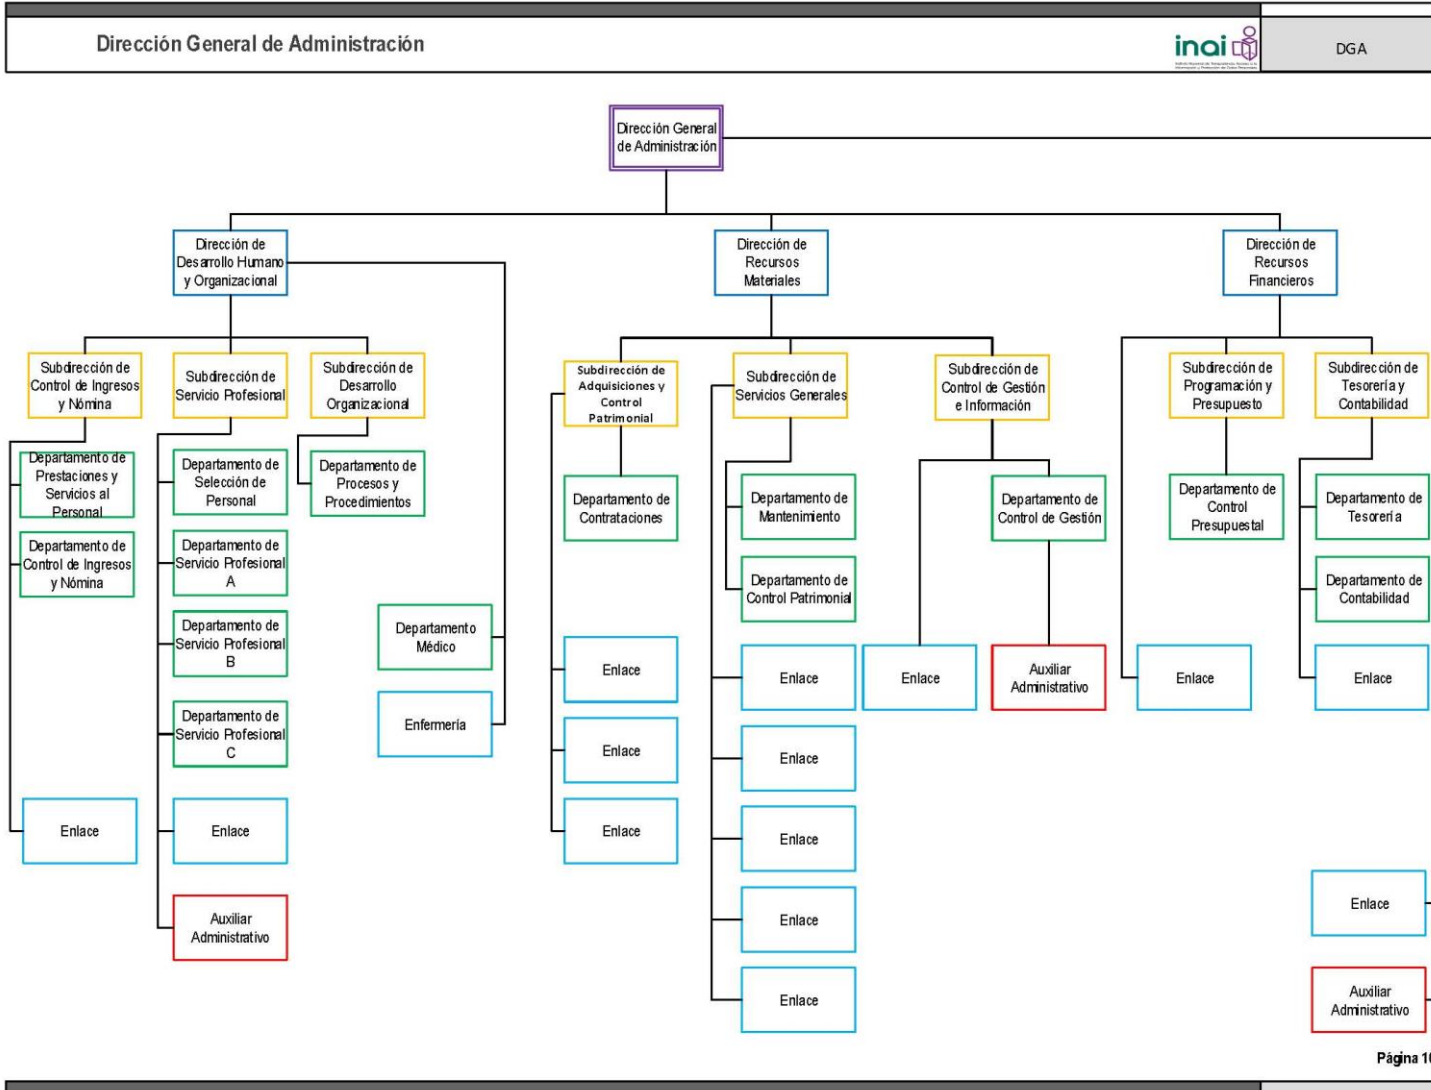 Dirección General de Administración
inai
DGA
Dirección General
de Administración
Dirección de
Desarrollo Humano
y Organizacional
Dirección de
Recursos
Materiales
Dirección de
Recursos
Financieros
Subdirección de
Control de Ingresos
y Nómina
Subdirección de
Servicio Profesional
Subdirección de
Desarrollo
Organizacional
Subdirección de
Adquisiciones y
Control
Patrimonial
Subdirección de
Servicios Generales
Subdirección de
Control de Gestión
e Información
Subdirección de
Programación y
Presupuesto
Subdirección de
Tesorería y
Contabilidad
Departamento de
Prestaciones y
Servicios al
Personal
Departamento de
Selección de
Personal
Departamento de
Procesos y
Procedimientos
Departamento de
Contrataciones
Departamento de
Mantenimiento
Departamento de
Control de Gestión
Departamento de
Control
Presupuestal
Departamento de
Tesorería
Departamento de
Control de Ingresos
y Nómina
Departamento de
Servicio Profesional
A
Departamento de
Control Patrimonial
Departamento de
Contabilidad
Departamento de
Servicio Profesional
B
Departamento
Médico
Enlace
Enlace
Enlace
Auxiliar
Administrativo
Enlace
Enlace
Departamento de
Servicio Profesional
C
Enfermería
Enlace
Enlace
Enlace
Enlace
Enlace
Enlace
Auxiliar
Administrativo
Enlace
Enlace
Enlace
Auxiliar
Administrativo
Página 10